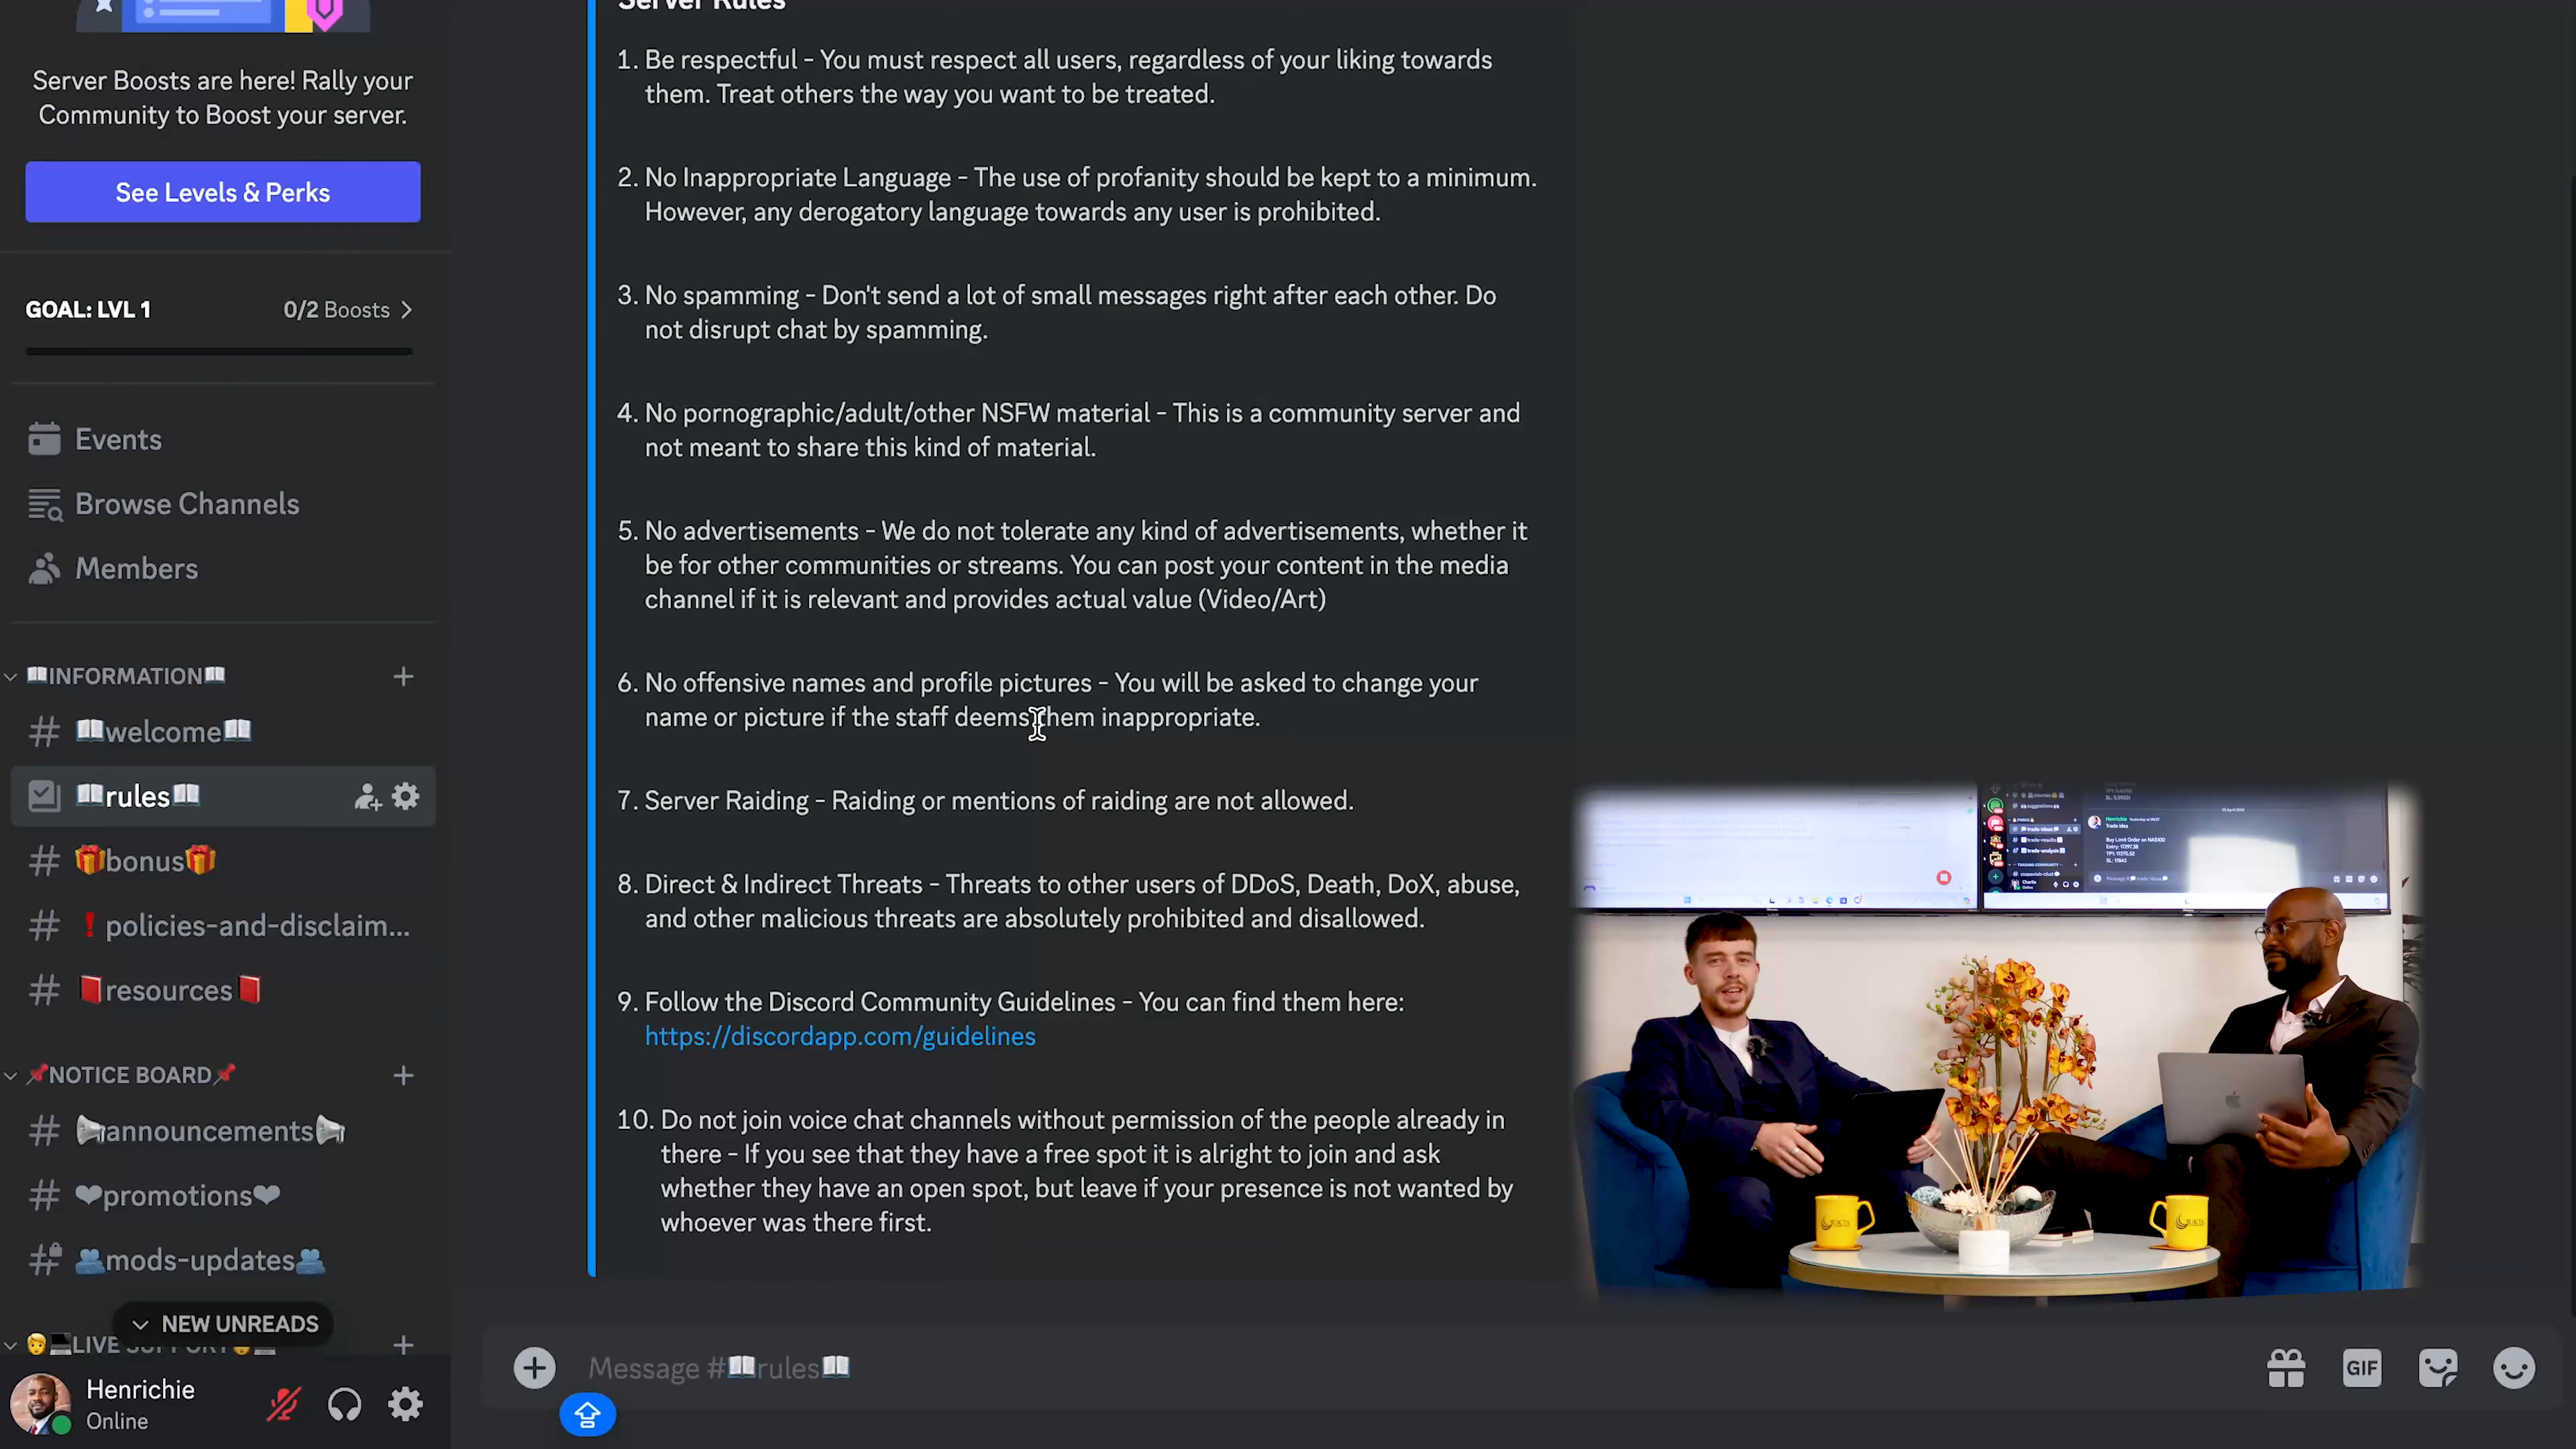 Server Boosts are here! Rally your
Community to Boost your server.
See Levels & Perks
GOAL: LVL 1
0/2 Boosts
Events
Browse Channels
Members
INFORMATION
welcome
rules
bonus
policies-and-disclaim...
resources
NOTICE BOARD
announcements
promotions
mods-updates
NEW UNREADS
Henrichie
Online
Server Rules
1. Be respectful - You must respect all users, regardless of your liking towards
them. Treat others the way you want to be treated.
2. No Inappropriate Language - The use of profanity should be kept to a minimum.
However, any derogatory language towards any user is prohibited.
3. No spamming - Don't send a lot of small messages right after each other. Do
not disrupt chat by spamming.
4. No pornographic/adult/other NSFW material - This is a community server and
not meant to share this kind of material.
5. No advertisements - We do not tolerate any kind of advertisements, whether it
be for other communities or streams. You can post your content in the media
channel if it is relevant and provides actual value (Video/Art)
6. No offensive names and profile pictures - You will be asked to change your
name or picture if the staff deems them inappropriate.
7. Server Raiding - Raiding or mentions of raiding are not allowed.
8. Direct & Indirect Threats - Threats to other users of DDoS, Death, DoX, abuse,
and other malicious threats are absolutely prohibited and disallowed.
9. Follow the Discord Community Guidelines - You can find them here:
https://discordapp.com/guidelines
10. Do not join voice chat channels without permission of the people already in
there - If you see that they have a free spot it is alright to join and ask
whether they have an open spot, but leave if your presence is not wanted by
whoever was there first.
Message # rules
GIF